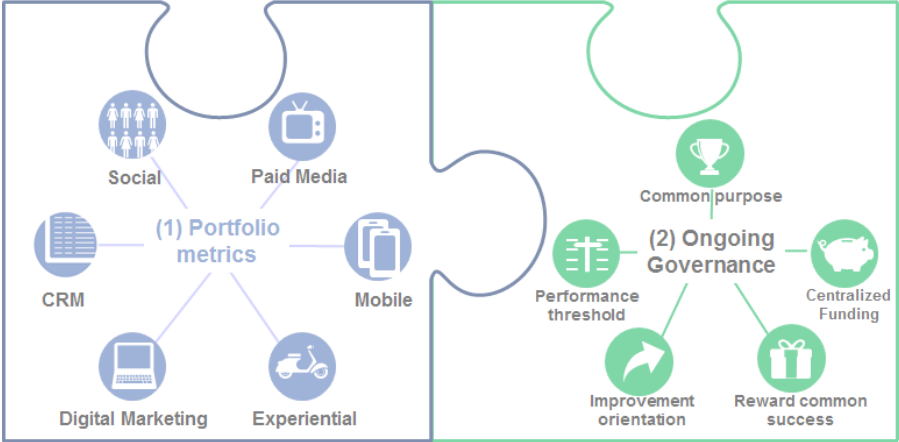 Social
Paid Media
(1) Portfolio
metrics
CRM
Mobile
Digital Marketing
Experiential
Common purpose
(2) Ongoing
Governance
Performance
threshold
Centralized
Funding
Improvement
orientation
Reward common
success